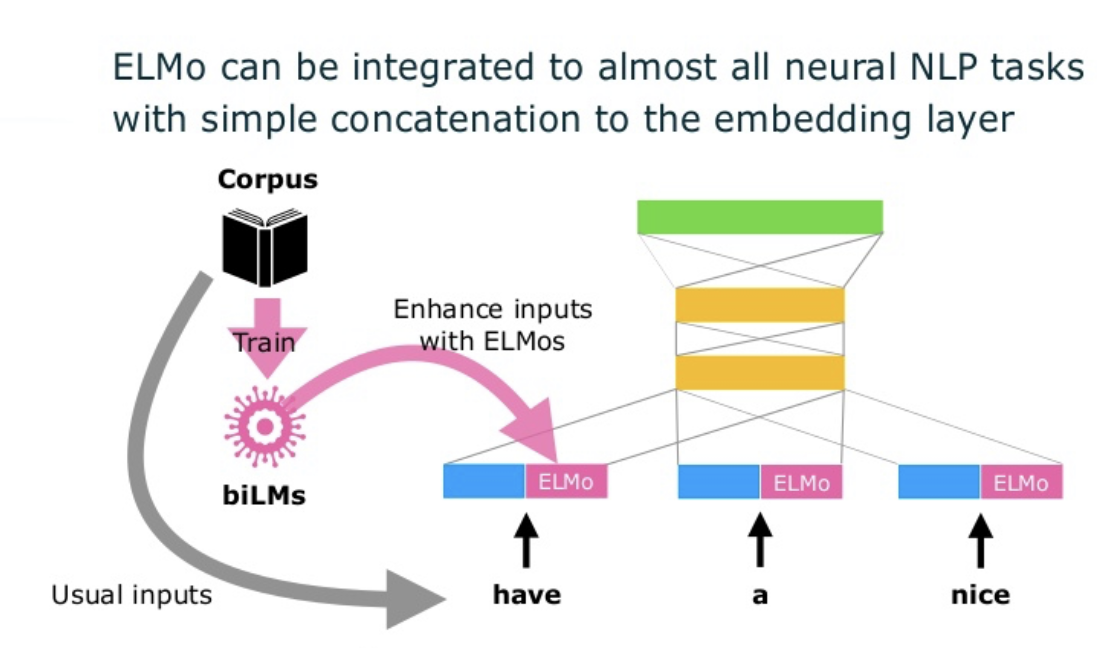 ELMo can be integrated to almost all neural NLP tasks
with simple concatenation to the embedding layer
Corpus
Train
Enhance inputs
with ELMos
biLMs
ELMo
ELMo
ELMo
Usual inputs
have
a
nice